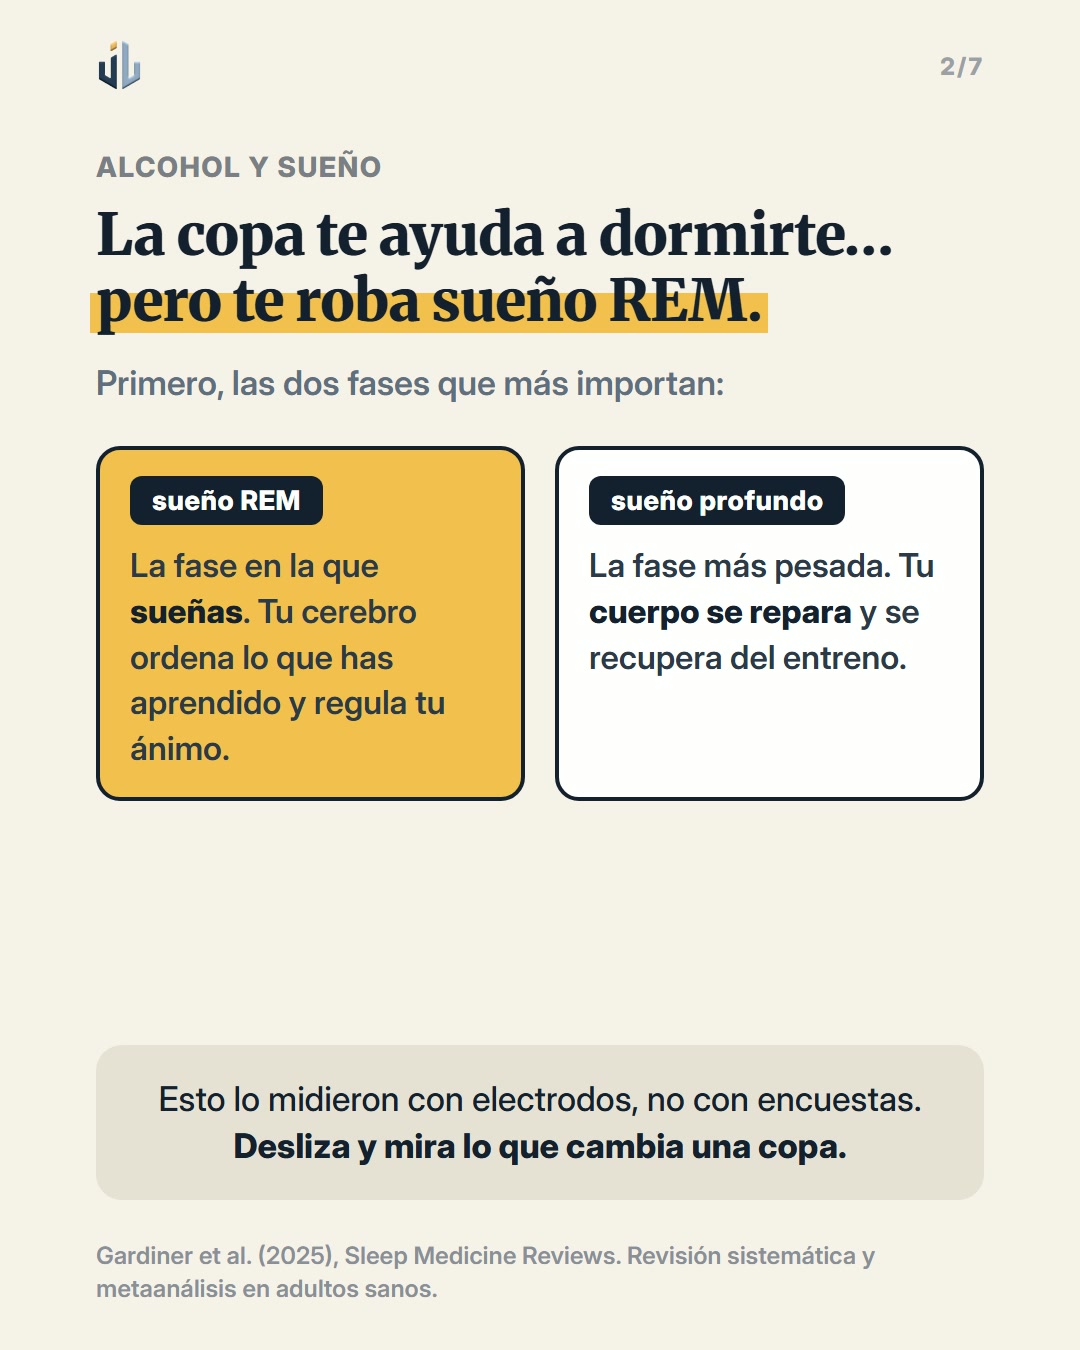 2/7
ALCOHOL Y SUEÑO
La copa te ayuda a dormirte...
pero te roba sueño REM.
Primero, las dos fases que más importan:
sueño REM
La fase en la que
sueñas. Tu cerebro
ordena lo que has
aprendido y regula tu
ánimo.
sueño profundo
La fase más pesada. Tu
cuerpo se repara y se
recupera del entreno.
Esto lo midieron con electrodos, no con encuestas.
Desliza y mira lo que cambia una copa.
Gardiner et al. (2025), Sleep Medicine Reviews. Revisión sistemática y
metaanálisis en adultos sanos.